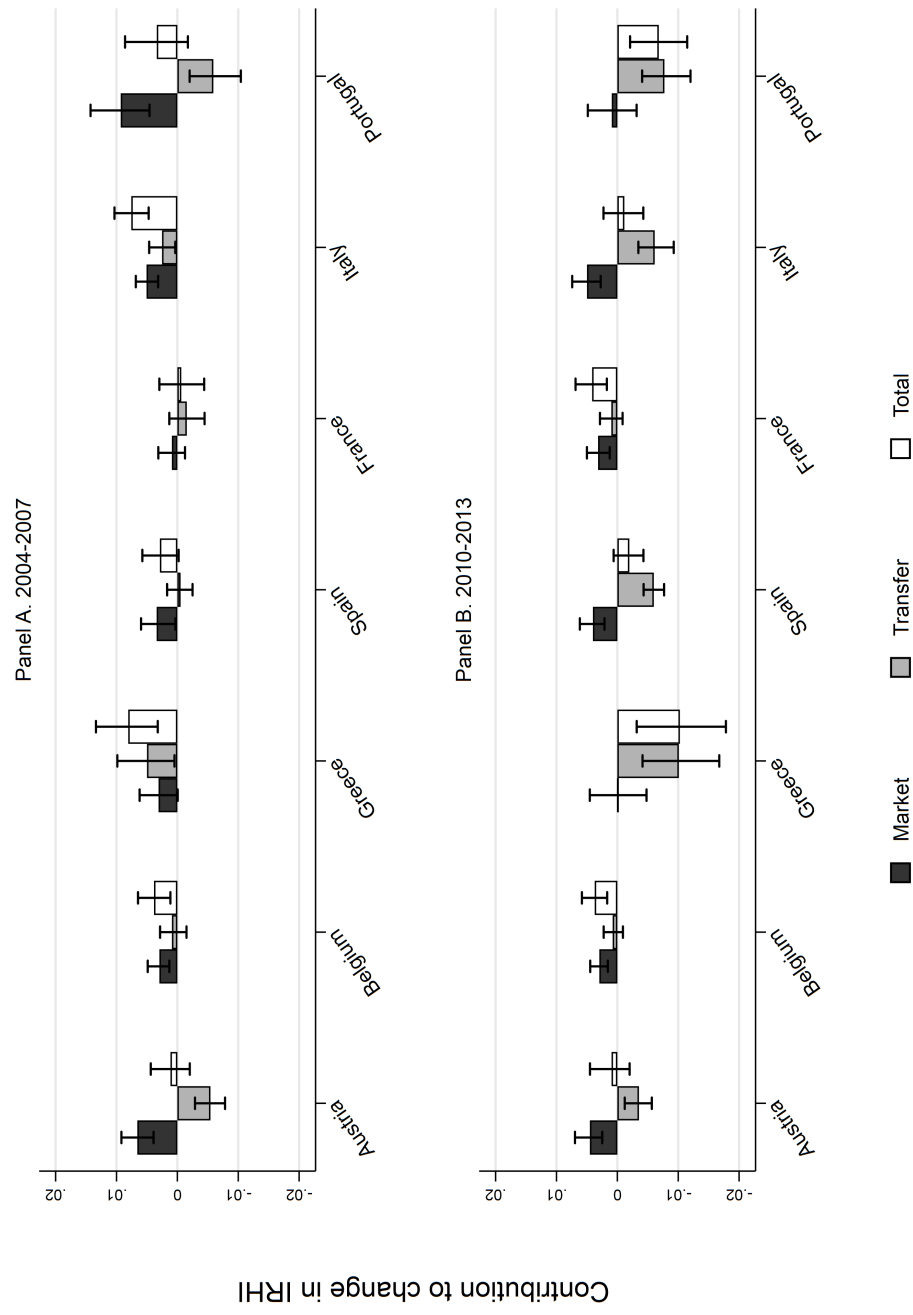 Panel A. 2004-2007
.02
.01
0
-.01
-.02
Austria
Belgium
Greece
Spain
France
Italy
Portugal
Panel B. 2010-2013
.02
.01
0
-.01
-.02
Austria
Belgium
Greece
Spain
France
Italy
Portugal
Contribution to change in IRHI
Market
Transfer
Total